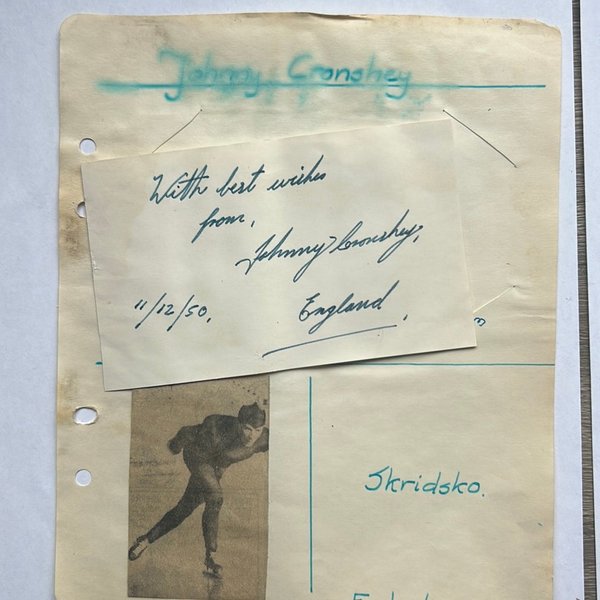 Johnny Cronshey
With best wishes
from,
Johnny Cronshey,
11/12/50.
England.
Skridsko.